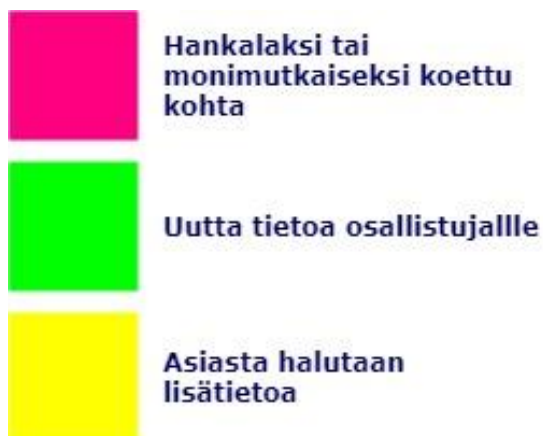 Hankalaksi tai
monimutkaiseksi koettu
kohta
Uutta tietoa osallistujallle
Asiasta halutaan
lisätietoa